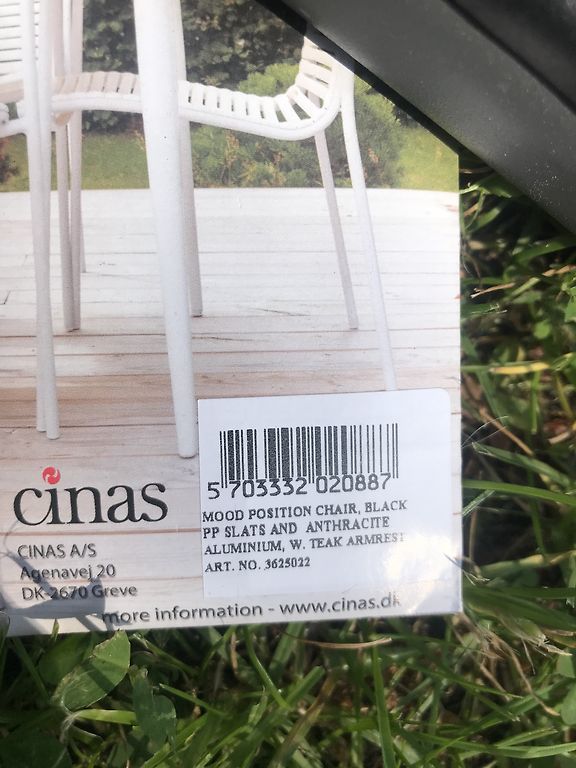 5 703332 020887
MOOD POSITION CHAIR, BLACK
PP SLATS AND ANTHRACITE
ALUMINIUM, W. TEAK ARMREST
ART. NO. 3625022
cinas
CINAS A/S
Agenavej 20
DK-2670 Greve
more information - www.cinas.dk